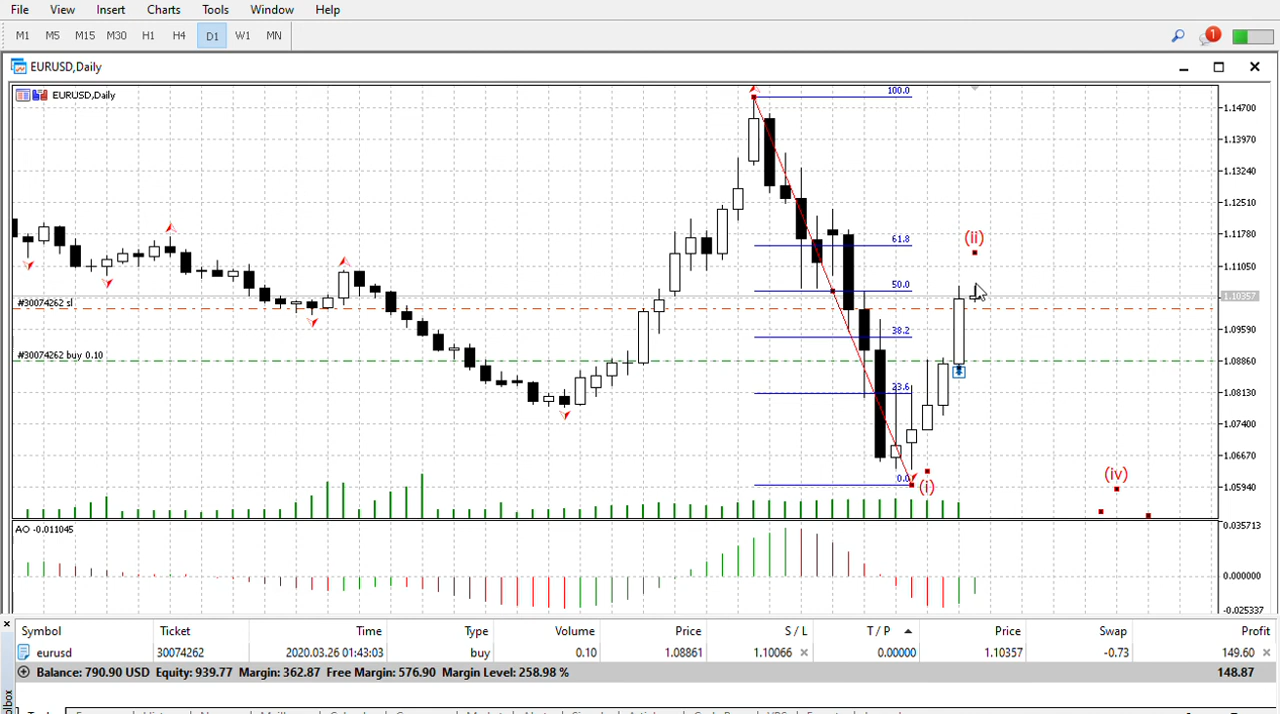 File View Insert Charts Tools Window Help
M1 M5 M15 M30 H1 H4 D1 W1 MN
1
EURUSD,Daily
EURUSD,Daily
100.0
1.14700
1.13970
1.13240
1.12510
61.8
(ii)
1.11780
1.11050
50.0
1.10357
#30074262 sl
1.09590
38.2
#30074262 buy 0.10
1.08860
23.6
1.08130
1.07400
1.06670
0.0
(i)
(iv)
1.05940
AO -0.011045
0.035713
0.000000
-0.025337
Symbol Ticket Time Type Volume Price S / L T / P Price Swap Profit
eurusd 30074262 2020.03.26 01:43:03 buy 0.10 1.08861 1.10066 0.00000 1.10357 -0.73 149.60
Balance: 790.90 USD Equity: 939.77 Margin: 362.87 Free Margin: 576.90 Margin Level: 258.98 % 148.87